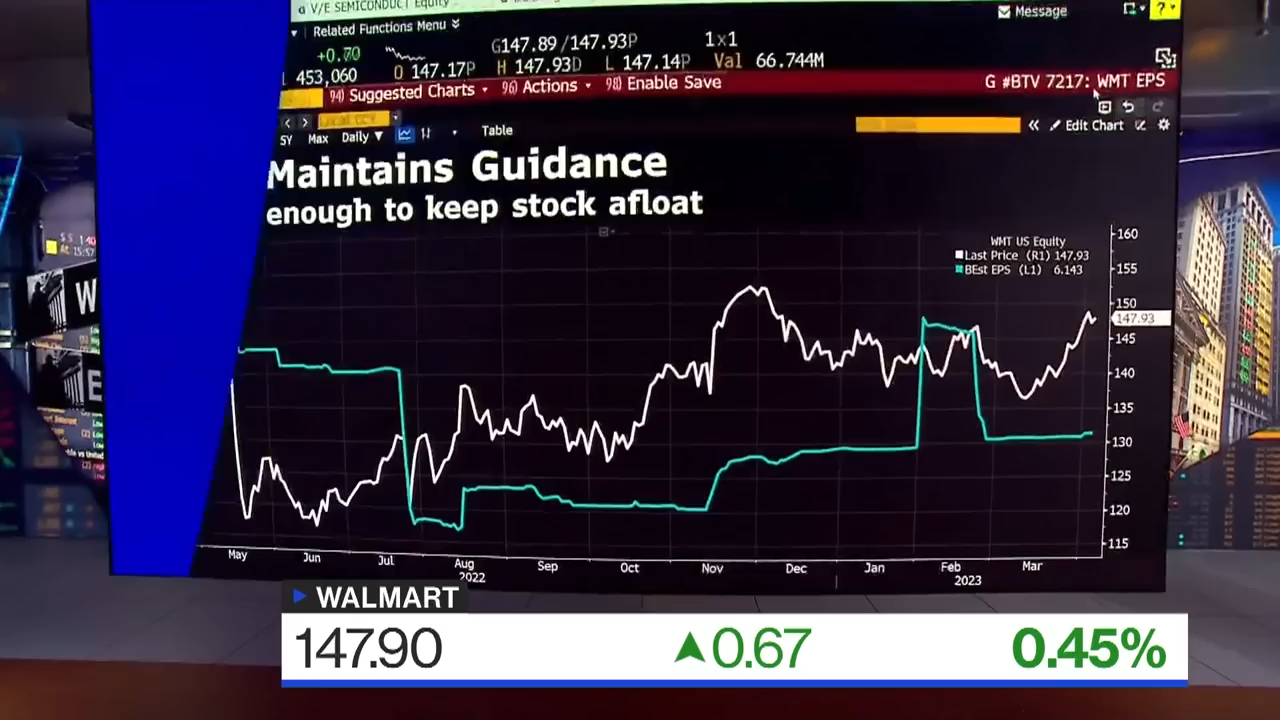 V/E SEMICONDUCT Equity
Related Functions Menu
Message
?
+0.70
G147.89 /147.93P
1x1
453,060 O 147.17P H 147.93D L 147.14P Val 66.744M
94) Suggested Charts 96) Actions 98) Enable Save
G #BTV 7217: WMT EPS
5Y Max Daily Table
Edit Chart
Maintains Guidance
enough to keep stock afloat
WMT US Equity
Last Price (R1) 147.93
BEst EPS (L1) 6.143
160
155
150
147.93
145
140
135
130
125
120
115
May Jun Jul Aug Sep Oct Nov Dec Jan Feb Mar
2022 2023
W
E
WALMART
147.90 0.67 0.45%